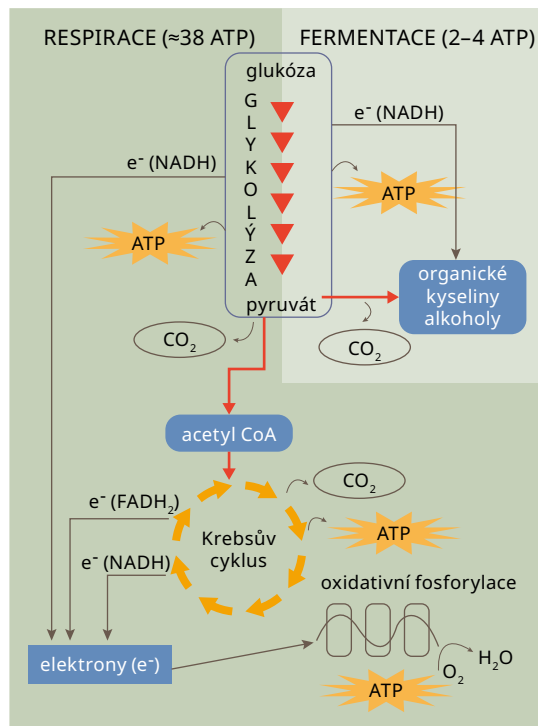 RESPIRACE (≈38 ATP)
FERMENTACE (2–4 ATP)
glukóza
G
L
Y
K
O
L
Ý
Z
A
pyruvát
e⁻ (NADH)
ATP
organické
kyseliny
alkoholy
CO₂
e⁻ (NADH)
ATP
CO₂
acetyl CoA
Krebsův
cyklus
CO₂
ATP
e⁻ (FADH₂)
e⁻ (NADH)
elektrony (e⁻)
oxidativní fosforylace
O₂
H₂O
ATP